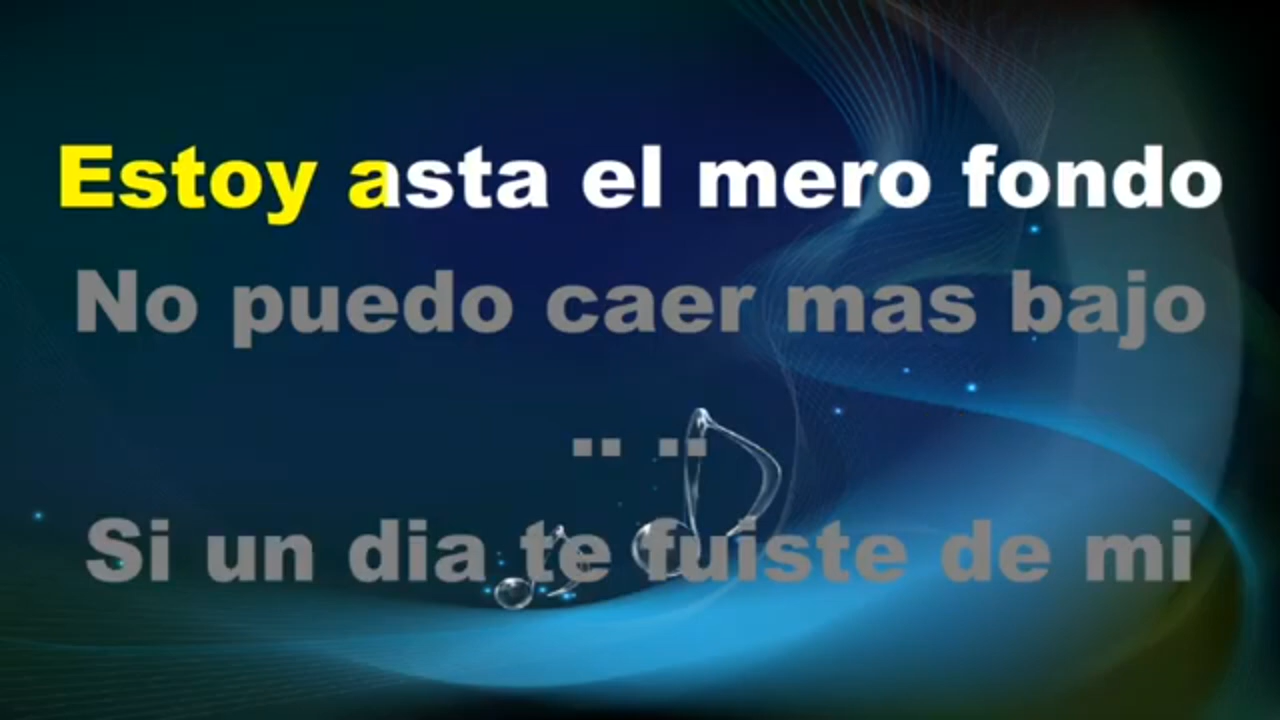 Estoy asta el mero fondo
No puedo caer mas bajo
.. ..
Si un dia te fuiste de mi